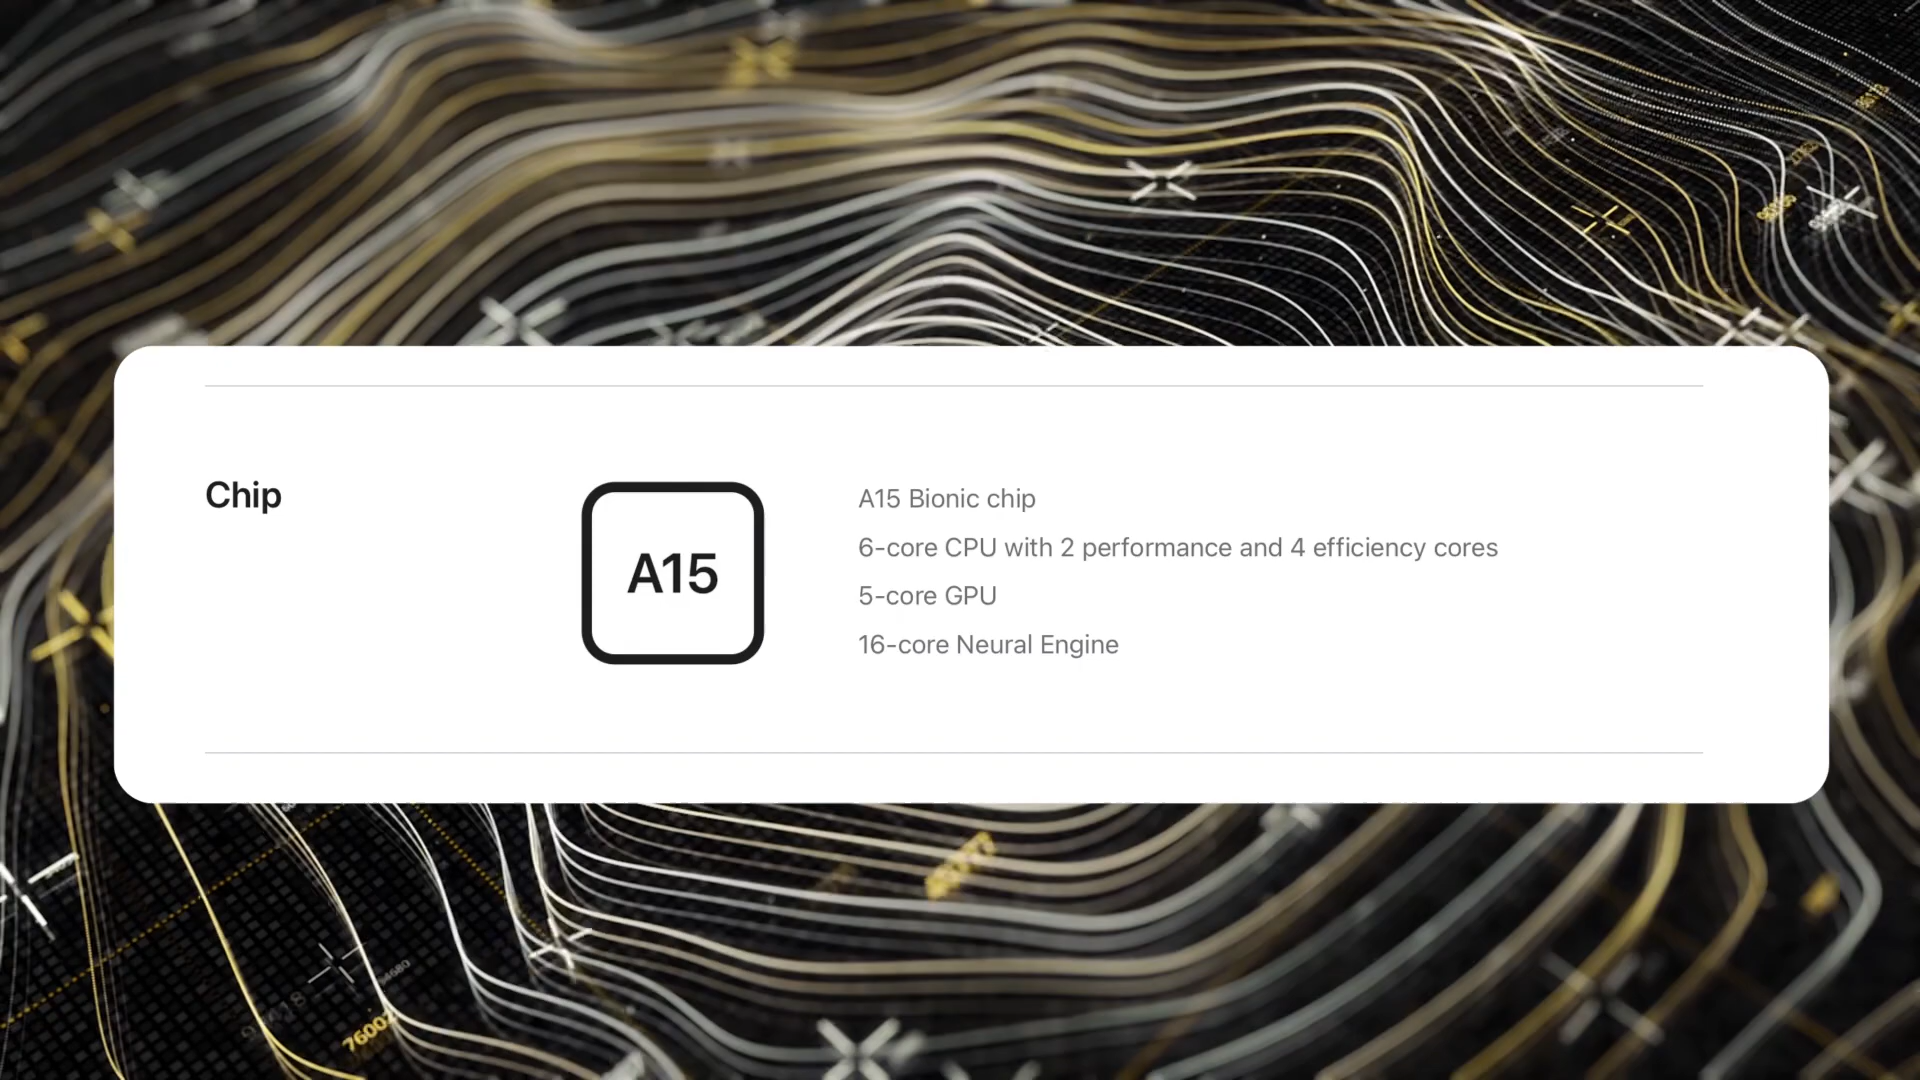 Chip
A15
A15 Bionic chip
6-core CPU with 2 performance and 4 efficiency cores
5-core GPU
16-core Neural Engine